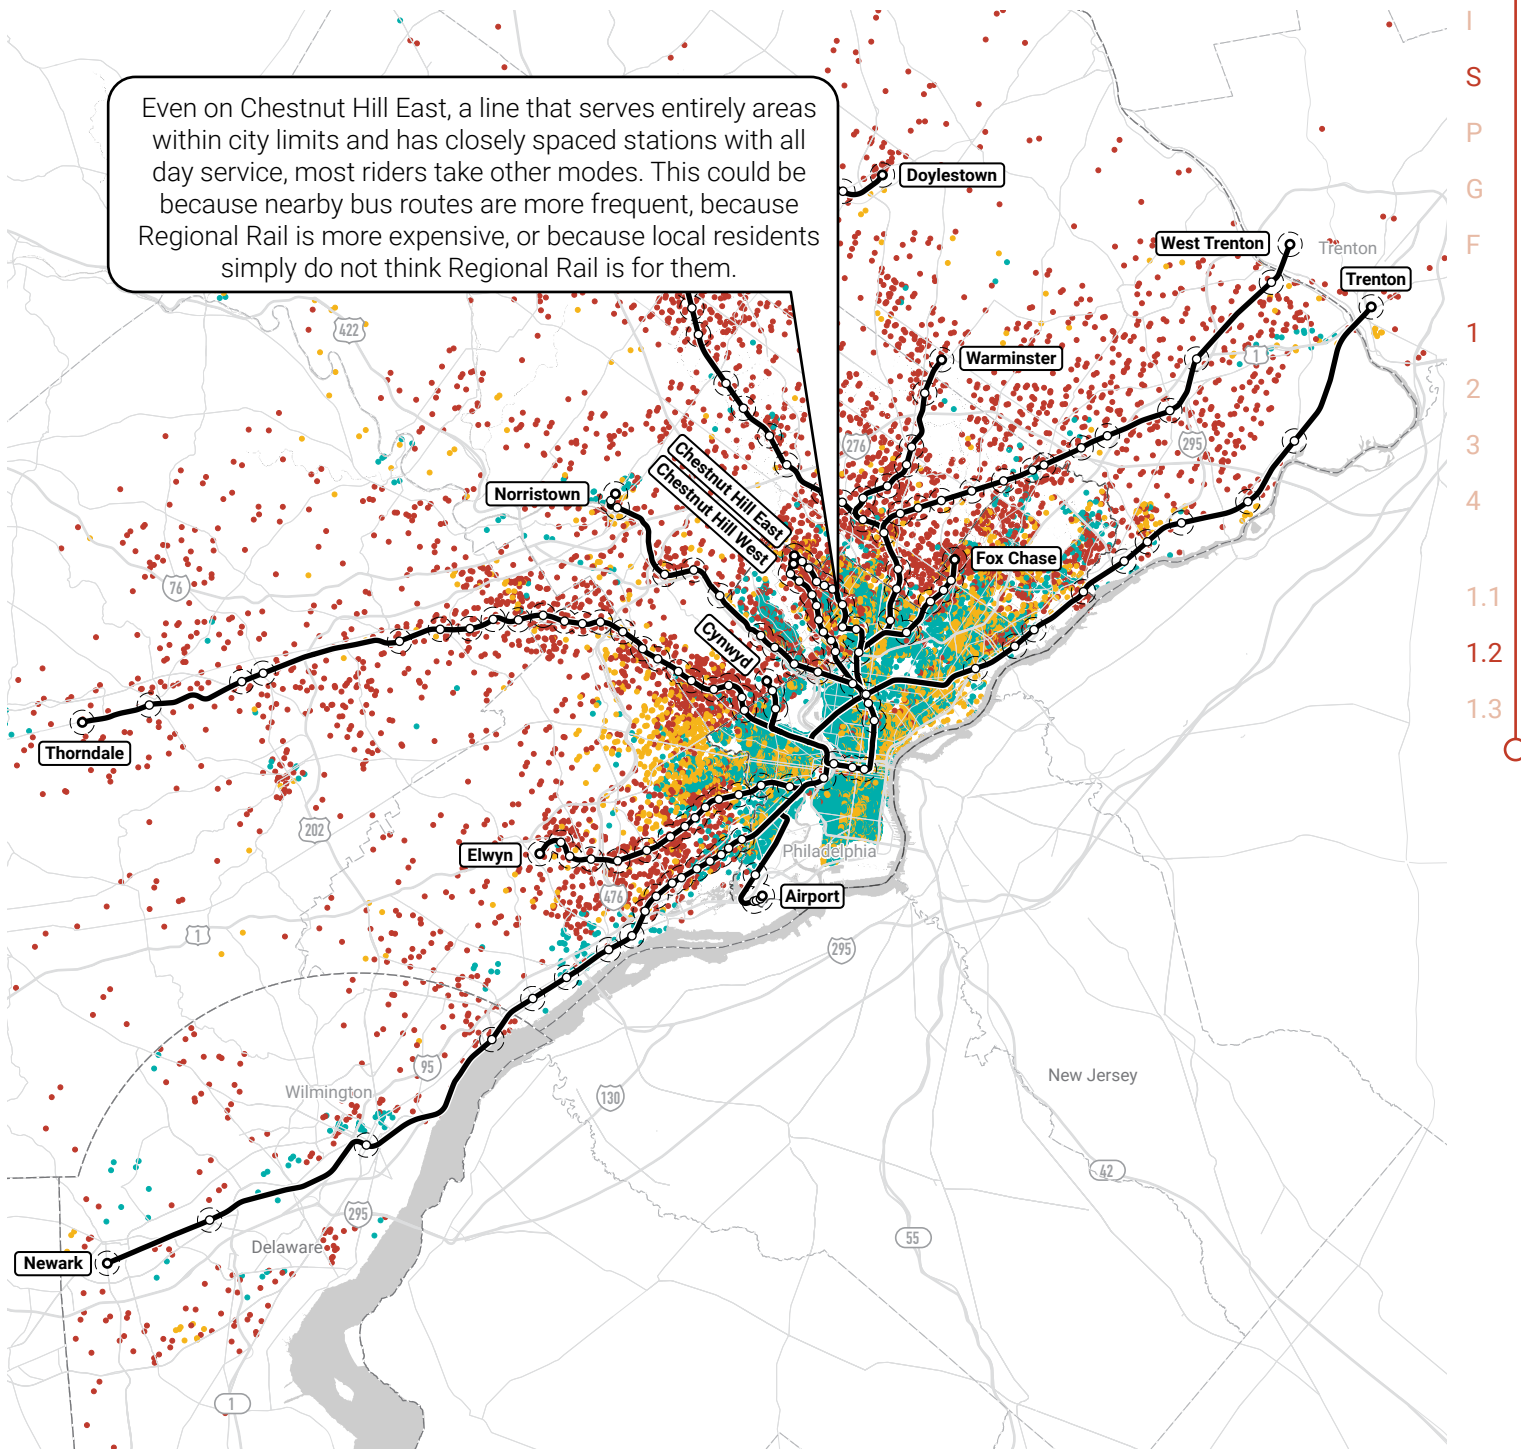 Even on Chestnut Hill East, a line that serves entirely areas
within city limits and has closely spaced stations with all
day service, most riders take other modes. This could be
because nearby bus routes are more frequent, because
Regional Rail is more expensive, or because local residents
simply do not think Regional Rail is for them.
Doylestown
West Trenton
Trenton
Trenton
422
1
Warminster
276
295
Chestnut Hill East
Chestnut Hill West
Norristown
Fox Chase
76
Cynwyd
Thorndale
202
Elwyn
Philadelphia
476
Airport
1
295
95
New Jersey
Wilmington
130
42
295
55
Delaware
Newark
1
I
S
P
G
F
1
2
3
4
1.1
1.2
1.3